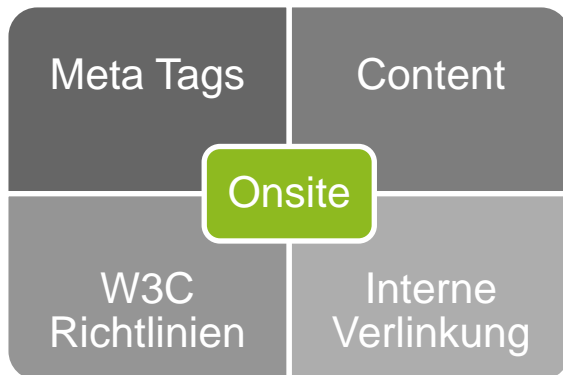 Meta Tags
Content
Onsite
W3C
Richtlinien
Interne
Verlinkung